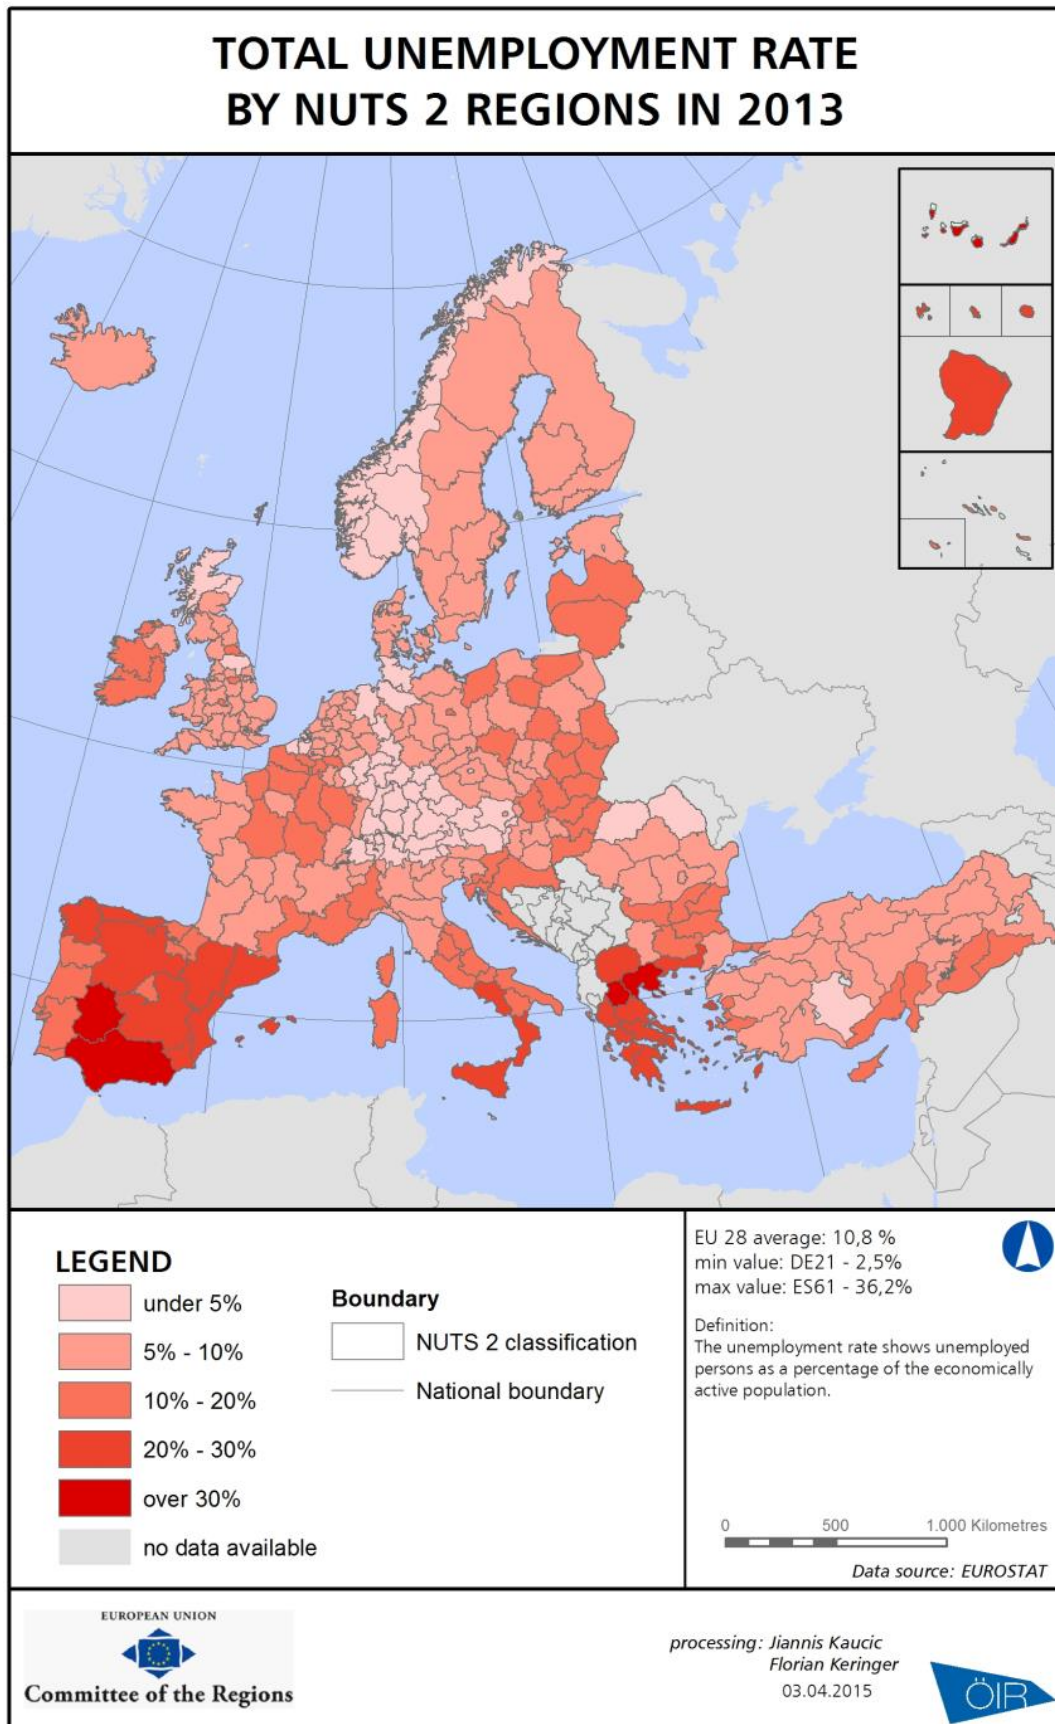 TOTAL UNEMPLOYMENT RATE
BY NUTS 2 REGIONS IN 2013
LEGEND
under 5%
5% - 10%
10% - 20%
20% - 30%
over 30%
no data available
Boundary
NUTS 2 classification
National boundary
EU 28 average: 10,8 %
min value: DE21 - 2,5%
max value: ES61 - 36,2%
Definition:
The unemployment rate shows unemployed
persons as a percentage of the economically
active population.
0 500 1.000 Kilometres
Data source: EUROSTAT
EUROPEAN UNION
Committee of the Regions
processing: Jiannis Kaucic
Florian Keringer
03.04.2015
ÖIR